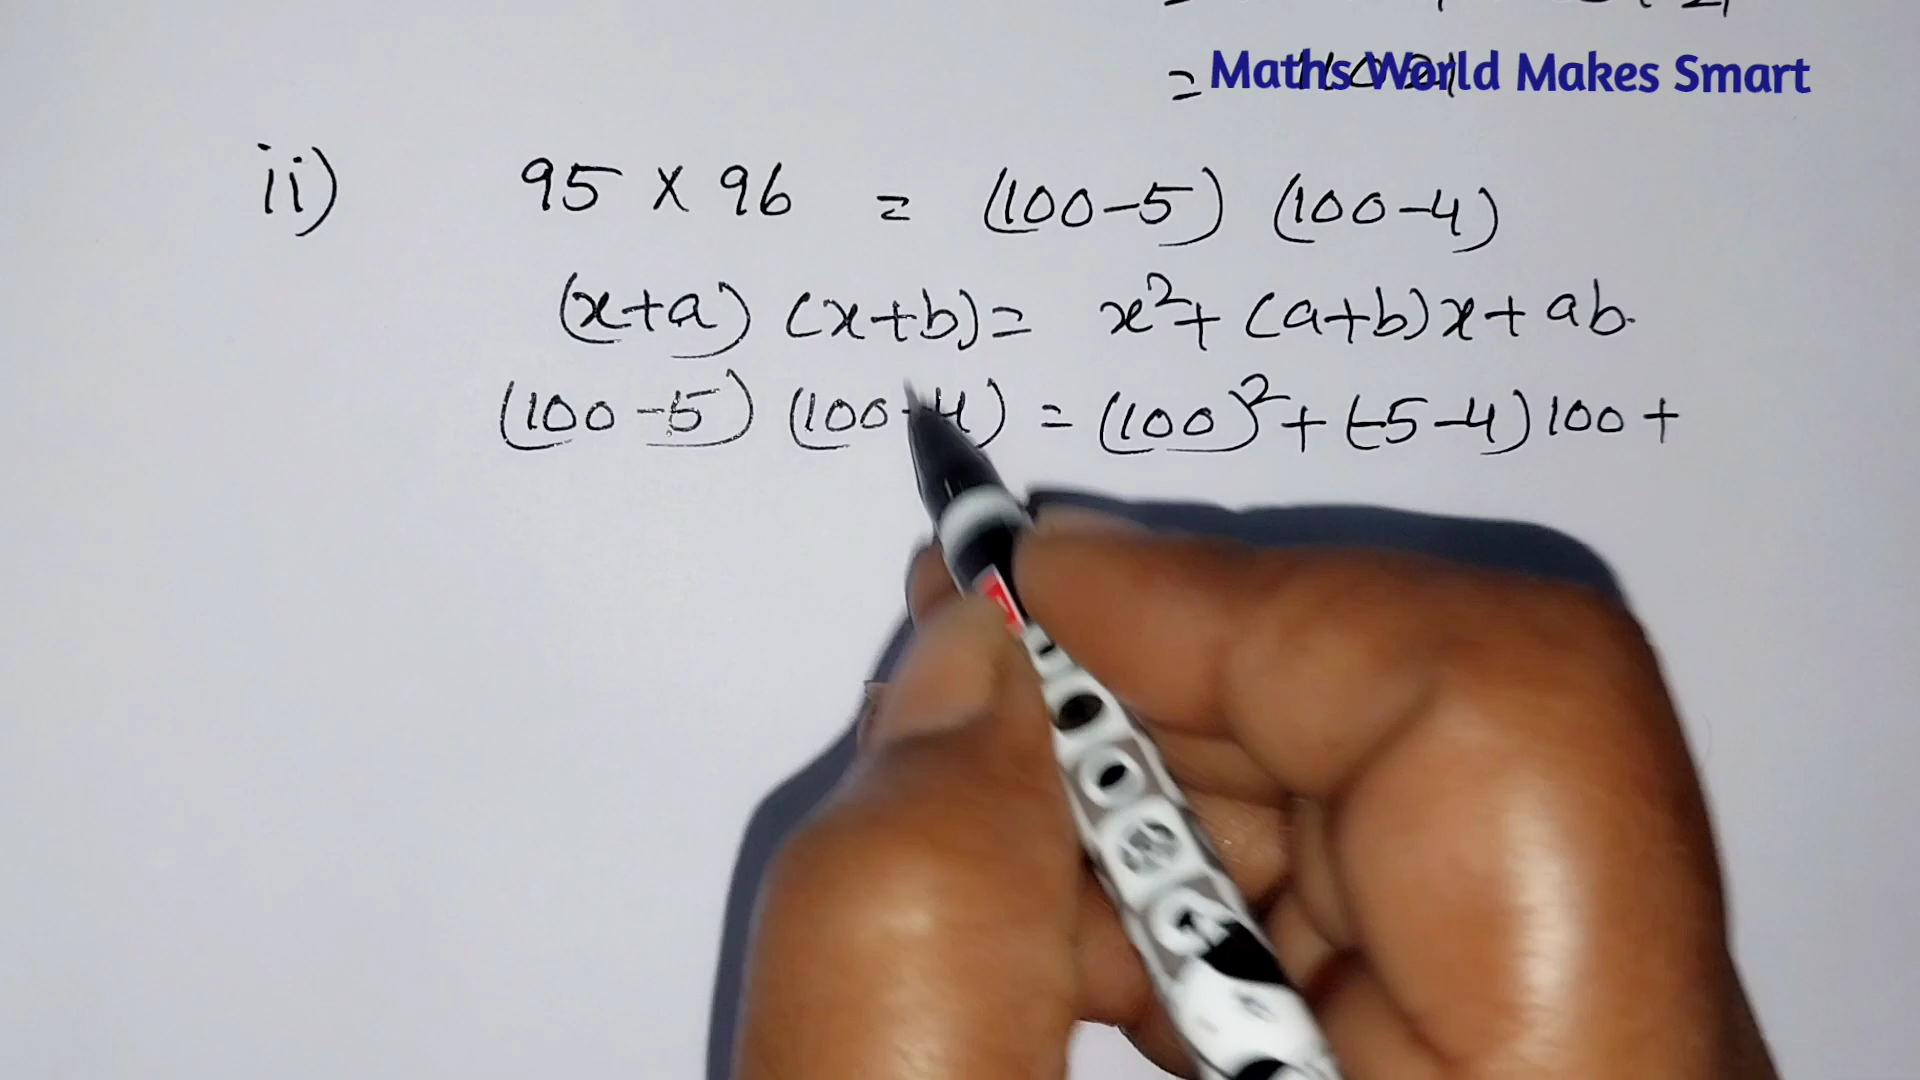 = Maths World Makes Smart
ii) 95 × 96 = (100-5) (100-4)
(x+a) (x+b) = x²+ (a+b)x + ab.
(100-5) (100-4) = (100)² + (-5-4) 100 +